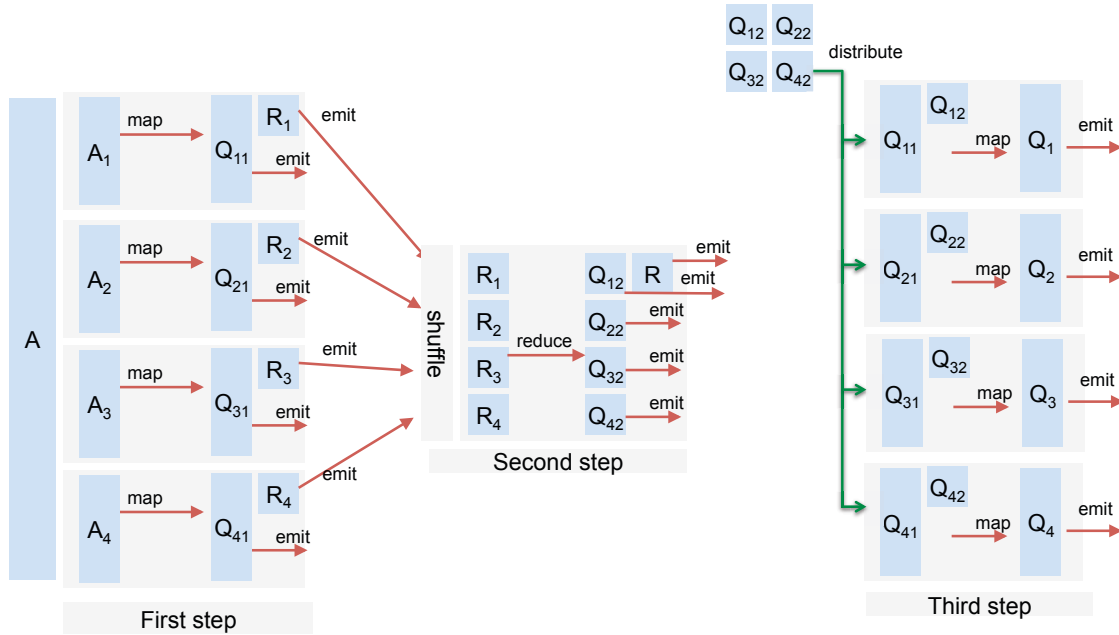 A
A₁
map
Q₁₁
R₁
emit
emit
A₂
map
Q₂₁
R₂
emit
emit
A₃
map
Q₃₁
R₃
emit
emit
A₄
map
Q₄₁
R₄
emit
emit
First step
shuffle
R₁
R₂
R₃
R₄
reduce
Q₁₂
R
emit
emit
Q₂₂
emit
Q₃₂
emit
Q₄₂
emit
Second step
Q₁₂ Q₂₂
Q₃₂ Q₄₂
distribute
Q₁₁
Q₁₂
map
Q₁
emit
Q₂₁
Q₂₂
map
Q₂
emit
Q₃₁
Q₃₂
map
Q₃
emit
Q₄₁
Q₄₂
map
Q₄
emit
Third step